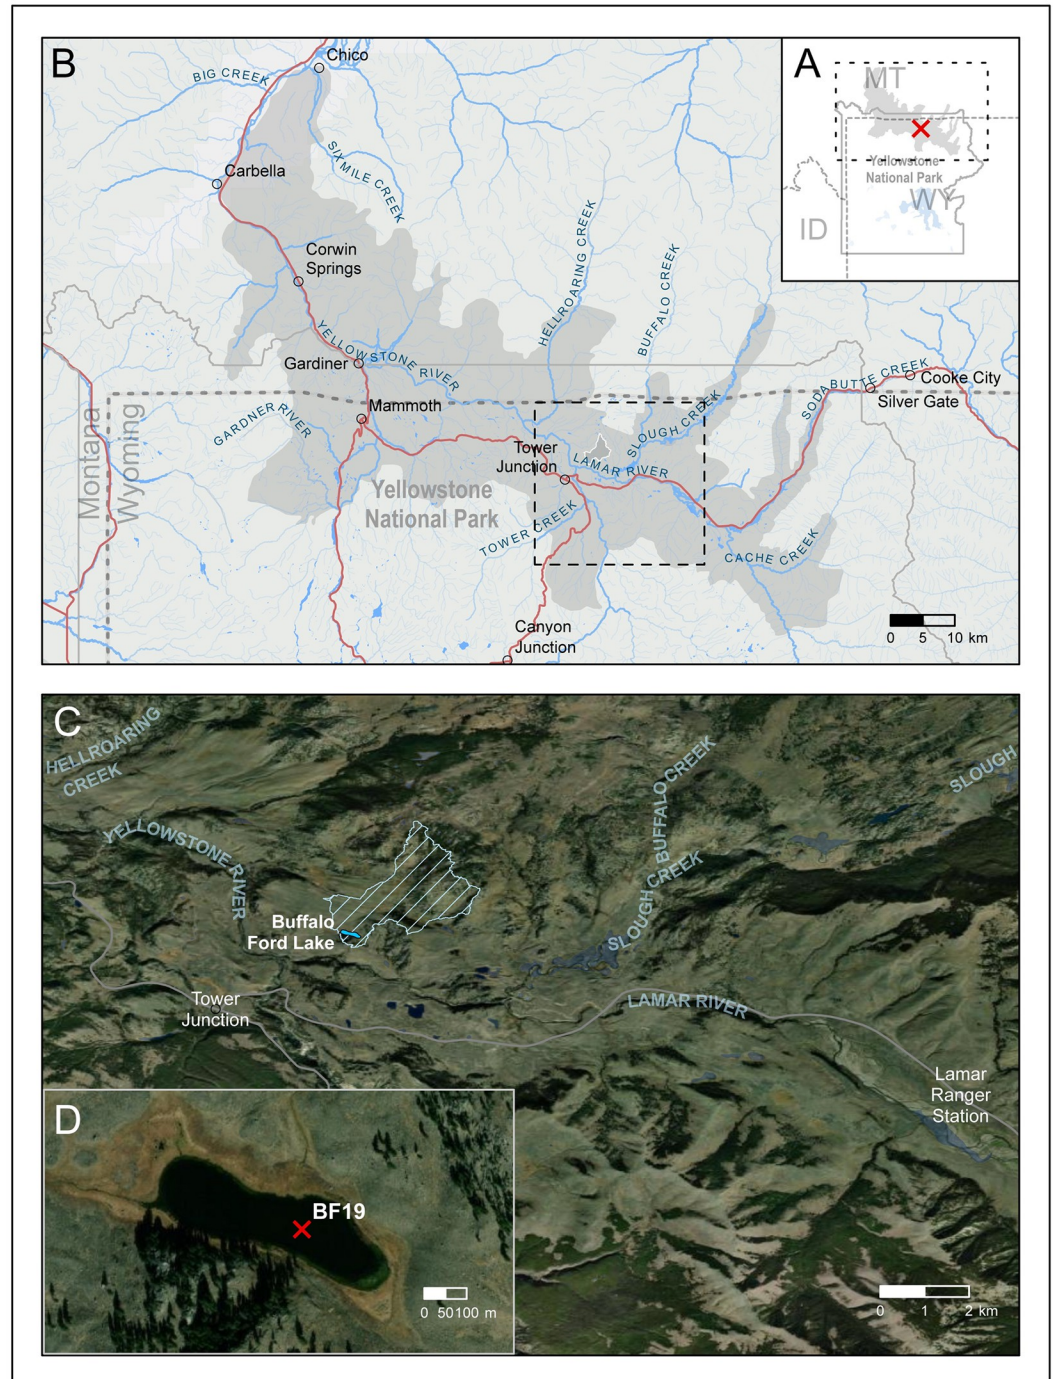 B
Chico
BIG CREEK
SIXMILE CREEK
Carbella
Corwin
Springs
HELLROARING CREEK
BUFFALO CREEK
YELLOWSTONE RIVER
Gardiner
SODA BUTTE CREEK
Cooke City
Silver Gate
Mammoth
GARDNER RIVER
SLOUGH CREEK
Montana
Wyoming
Tower
Junction
LAMAR RIVER
Yellowstone
National Park
TOWER CREEK
CACHE CREEK
Canyon
Junction
0 5 10 km
A
MT
Yellowstone
National Park
WY
ID
C
HELLROARING
CREEK
YELLOWSTONE RIVER
BUFFALO CREEK
SLOUGH
SLOUGH CREEK
Buffalo
Ford Lake
Tower
Junction
LAMAR RIVER
Lamar
Ranger
Station
0 1 2 km
D
BF19
0 50 100 m